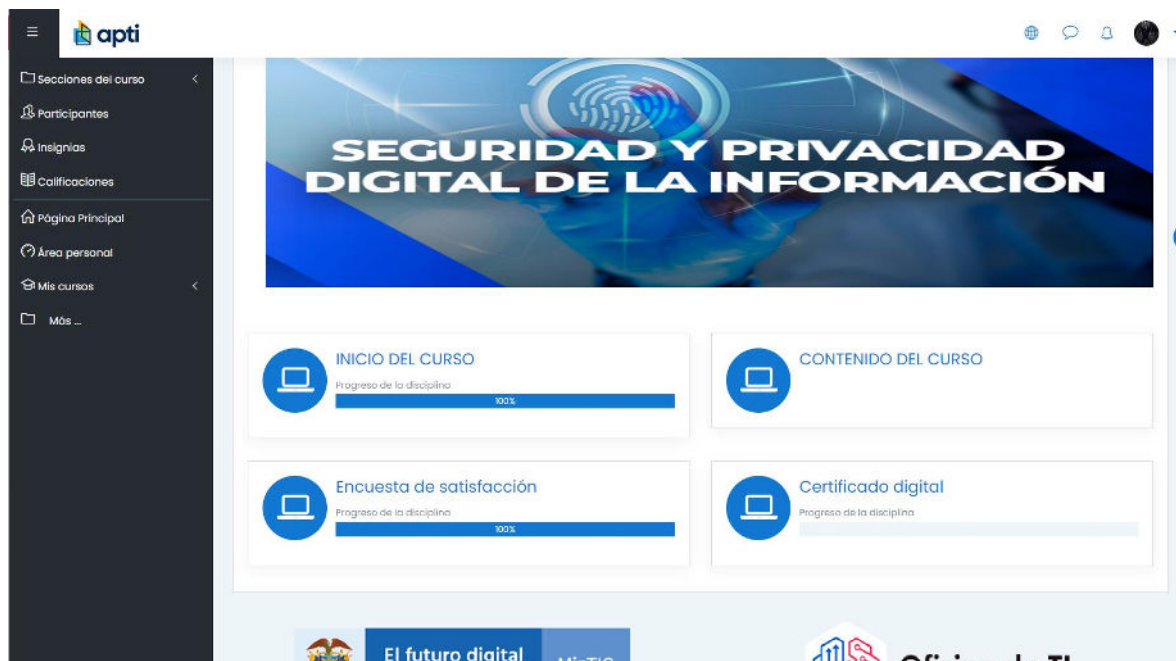 apti
Secciones del curso
Participantes
Insignias
Calificaciones
Página Principal
Área personal
Mis cursos
Más ...
SEGURIDAD Y PRIVACIDAD
DIGITAL DE LA INFORMACIÓN
INICIO DEL CURSO
Progreso de la disciplina
100%
CONTENIDO DEL CURSO
Encuesta de satisfacción
Progreso de la disciplina
100%
Certificado digital
Progreso de la disciplina
El futuro digital